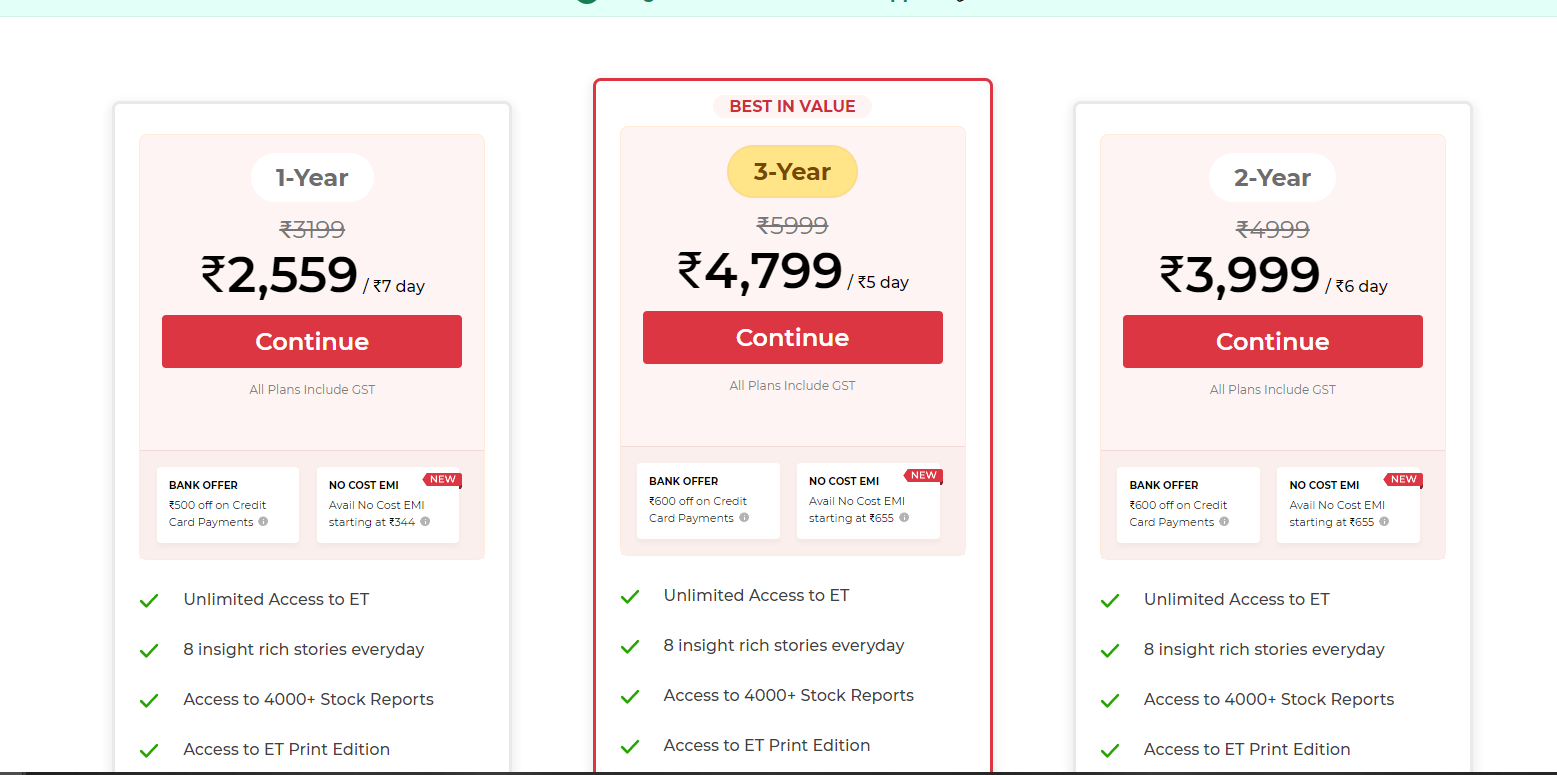 1-Year
₹3199
₹2,559 / ₹7 day
Continue
All Plans Include GST
BANK OFFER
₹500 off on Credit
Card Payments
NO COST EMI
NEW
Avail No Cost EMI
starting at ₹344
Unlimited Access to ET
8 insight rich stories everyday
Access to 4000+ Stock Reports
Access to ET Print Edition
BEST IN VALUE
3-Year
₹5999
₹4,799 / ₹5 day
Continue
All Plans Include GST
BANK OFFER
₹600 off on Credit
Card Payments
NO COST EMI
NEW
Avail No Cost EMI
starting at ₹655
Unlimited Access to ET
8 insight rich stories everyday
Access to 4000+ Stock Reports
Access to ET Print Edition
2-Year
₹4999
₹3,999 / ₹6 day
Continue
All Plans Include GST
BANK OFFER
₹600 off on Credit
Card Payments
NO COST EMI
NEW
Avail No Cost EMI
starting at ₹655
Unlimited Access to ET
8 insight rich stories everyday
Access to 4000+ Stock Reports
Access to ET Print Edition